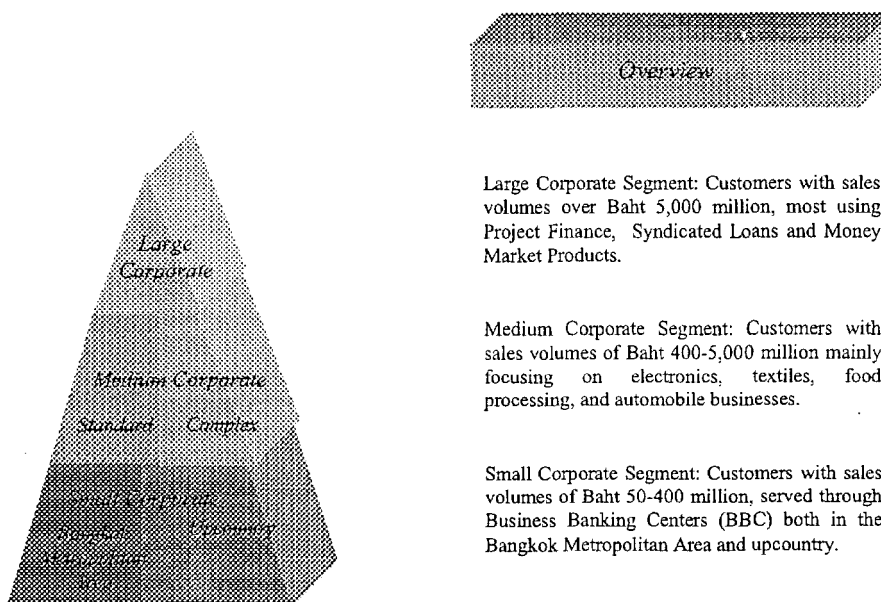 Overview
Large
Corporate
Medium Corporate
Standard Complex
Small Corporate
Bangkok Upcountry
Metropolitan
Area
Large Corporate Segment: Customers with sales
volumes over Baht 5,000 million, most using
Project Finance, Syndicated Loans and Money
Market Products.
Medium Corporate Segment: Customers with
sales volumes of Baht 400-5,000 million mainly
focusing on electronics, textiles, food
processing, and automobile businesses.
Small Corporate Segment: Customers with sales
volumes of Baht 50-400 million, served through
Business Banking Centers (BBC) both in the
Bangkok Metropolitan Area and upcountry.